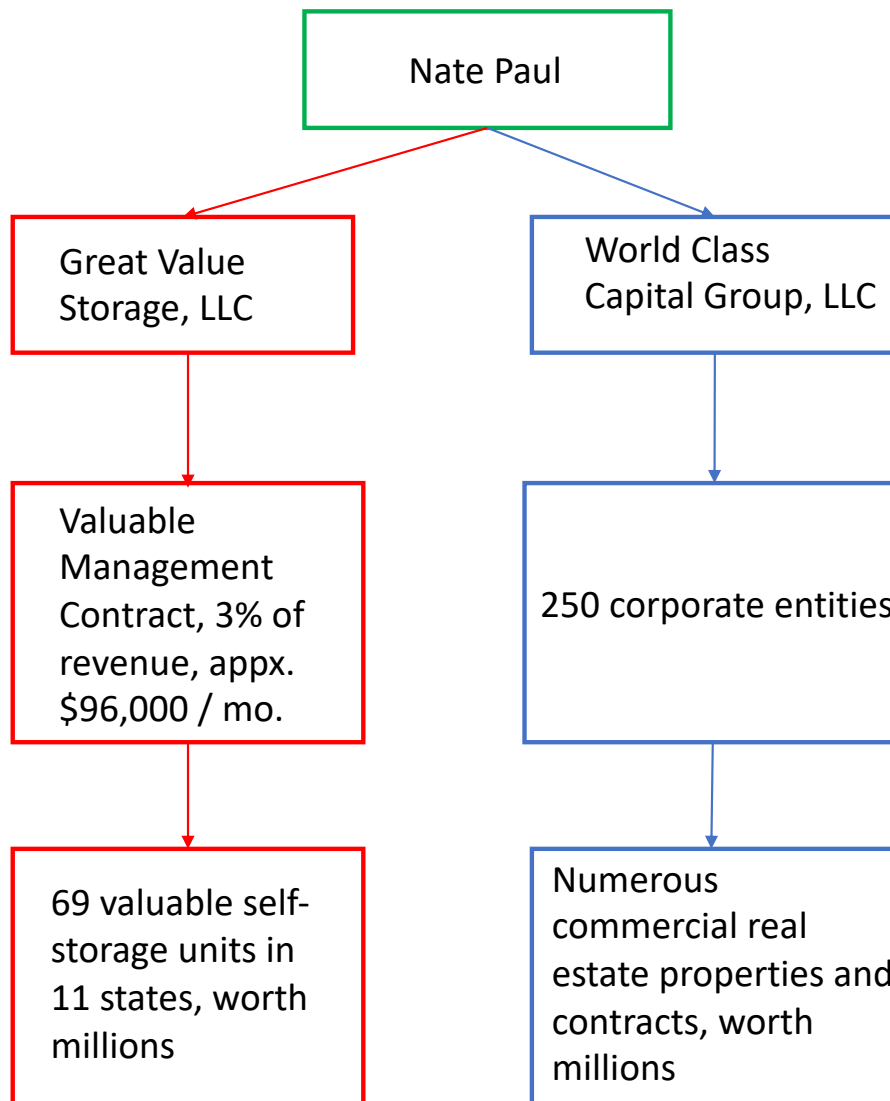 Nate Paul
Great Value
Storage, LLC
World Class
Capital Group, LLC
Valuable
Management
Contract, 3% of
revenue, appx.
$96,000 / mo.
250 corporate entities
69 valuable self-
storage units in
11 states, worth
millions
Numerous
commercial real
estate properties and
contracts, worth
millions